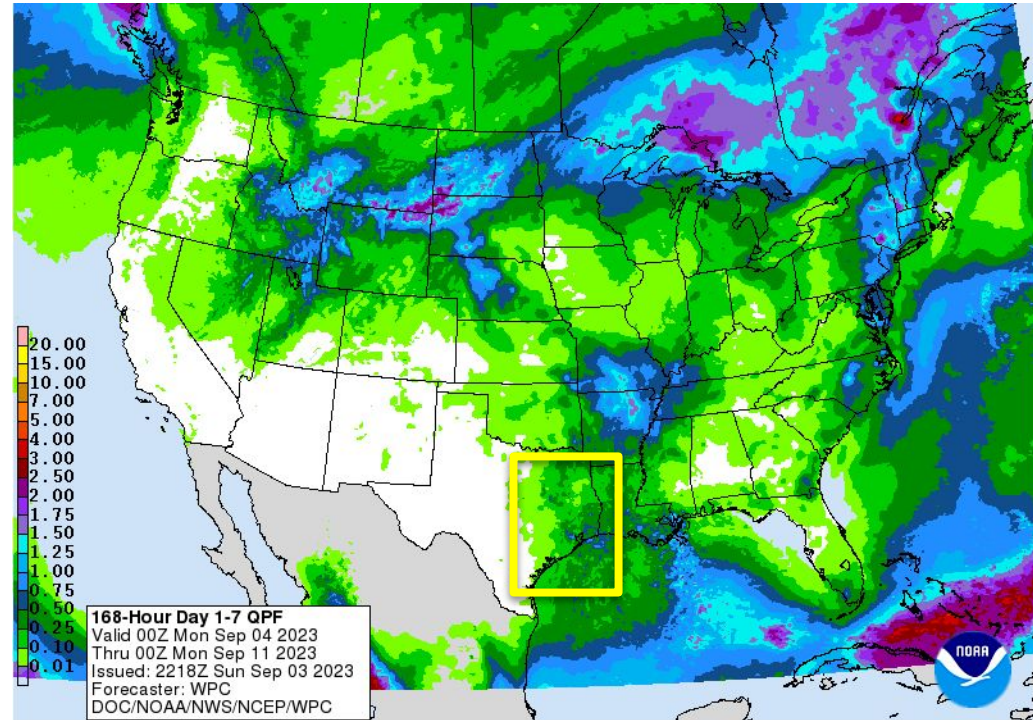 20.00
15.00
10.00
7.00
5.00
4.00
3.00
2.50
2.00
1.75
1.50
1.25
1.00
0.75
0.50
0.25
0.10
0.01
168-Hour Day 1-7 QPF
Valid 00Z Mon Sep 04 2023
Thru 00Z Mon Sep 11 2023
Issued: 2218Z Sun Sep 03 2023
Forecaster: WPC
DOC/NOAA/NWS/NCEP/WPC
NOAA